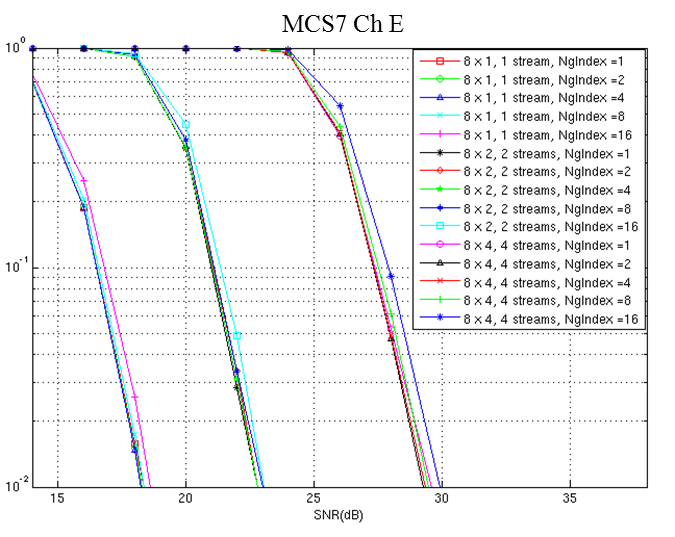 MCS7 Ch E
10^0
10^-1
10^-2
8 × 1, 1 stream, NgIndex =1
8 × 1, 1 stream, NgIndex =2
8 × 1, 1 stream, NgIndex =4
8 × 1, 1 stream, NgIndex =8
8 × 1, 1 stream, NgIndex =16
8 × 2, 2 streams, NgIndex =1
8 × 2, 2 streams, NgIndex =2
8 × 2, 2 streams, NgIndex =4
8 × 2, 2 streams, NgIndex =8
8 × 2, 2 streams, NgIndex =16
8 × 4, 4 streams, NgIndex =1
8 × 4, 4 streams, NgIndex =2
8 × 4, 4 streams, NgIndex =4
8 × 4, 4 streams, NgIndex =8
8 × 4, 4 streams, NgIndex =16
15 20 25 30 35
SNR(dB)